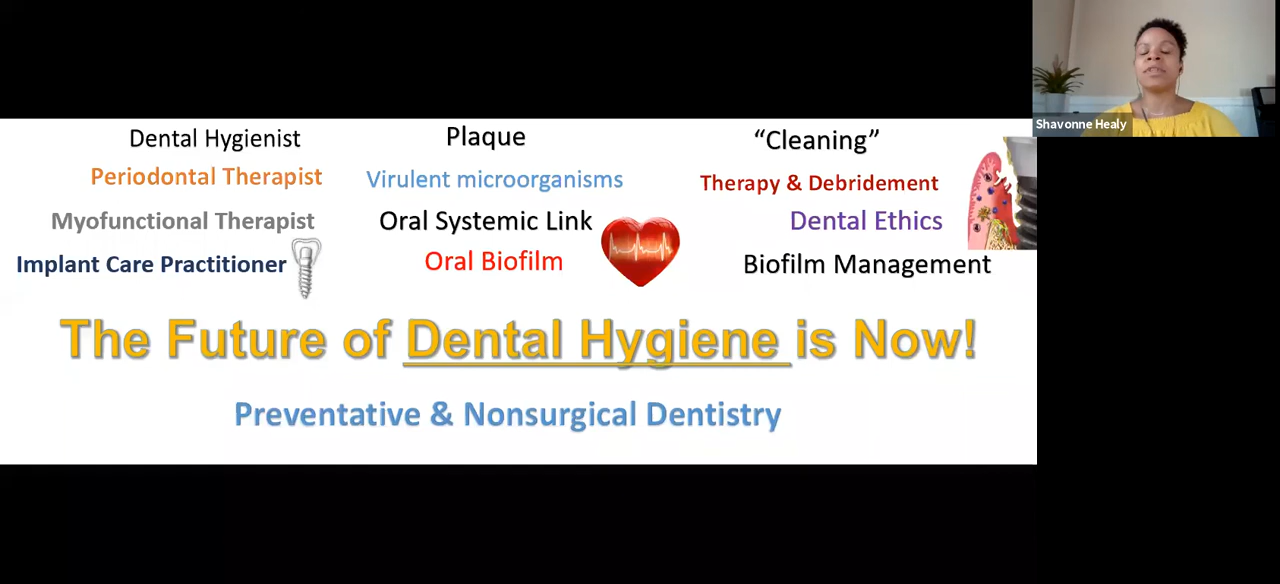 Shavonne Healy
Dental Hygienist
Periodontal Therapist
Myofunctional Therapist
Implant Care Practitioner
Plaque
Virulent microorganisms
Oral Systemic Link
Oral Biofilm
“Cleaning”
Therapy & Debridement
Dental Ethics
Biofilm Management
The Future of Dental Hygiene is Now!
Preventative & Nonsurgical Dentistry